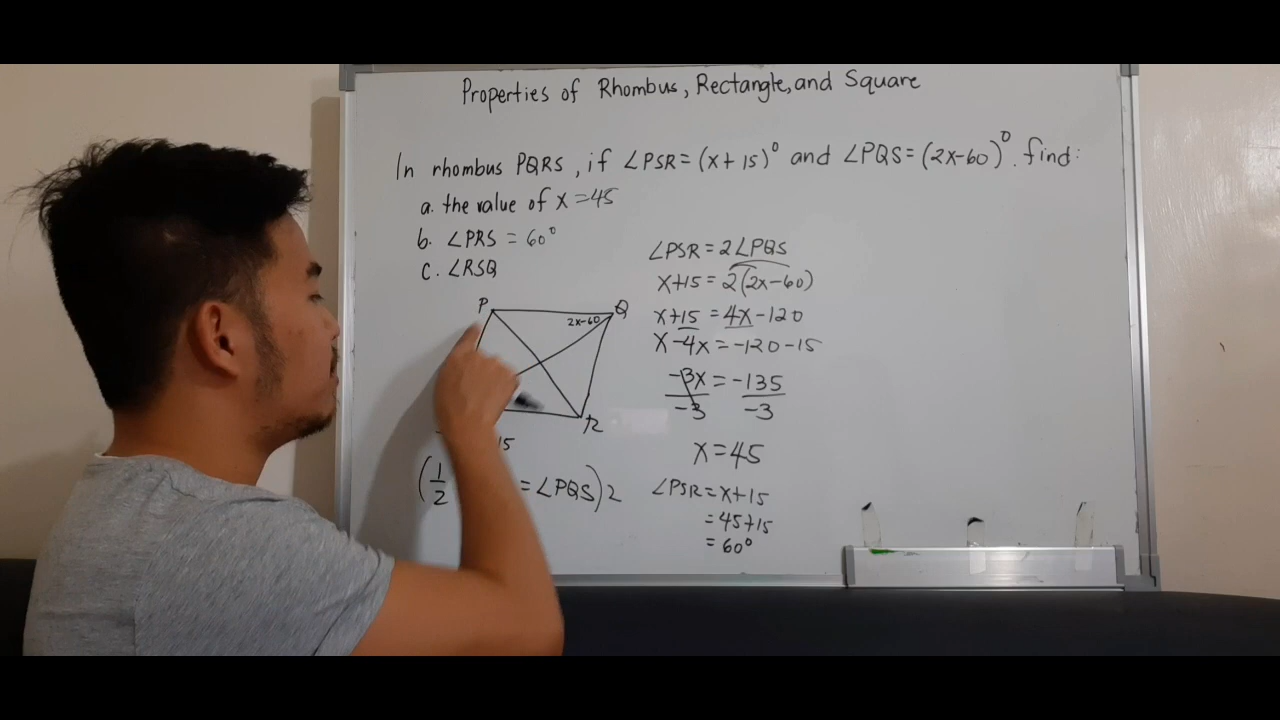 Properties of Rhombus, Rectangle, and Square
In rhombus PQRS, if ∠PSR = (x+15)° and ∠PQS = (2x-60)°. find:
a. the value of x = 45
b. ∠PRS = 60°
c. ∠RSQ
P
Q
2x-60
R
15
(1/2 = ∠PQS) 2
∠PSR = 2∠PQS
x+15 = 2(2x-60)
x+15 = 4x-120
x-4x = -120-15
-3x = -135
-3 -3
x = 45
∠PSR = x+15
= 45+15
= 60°